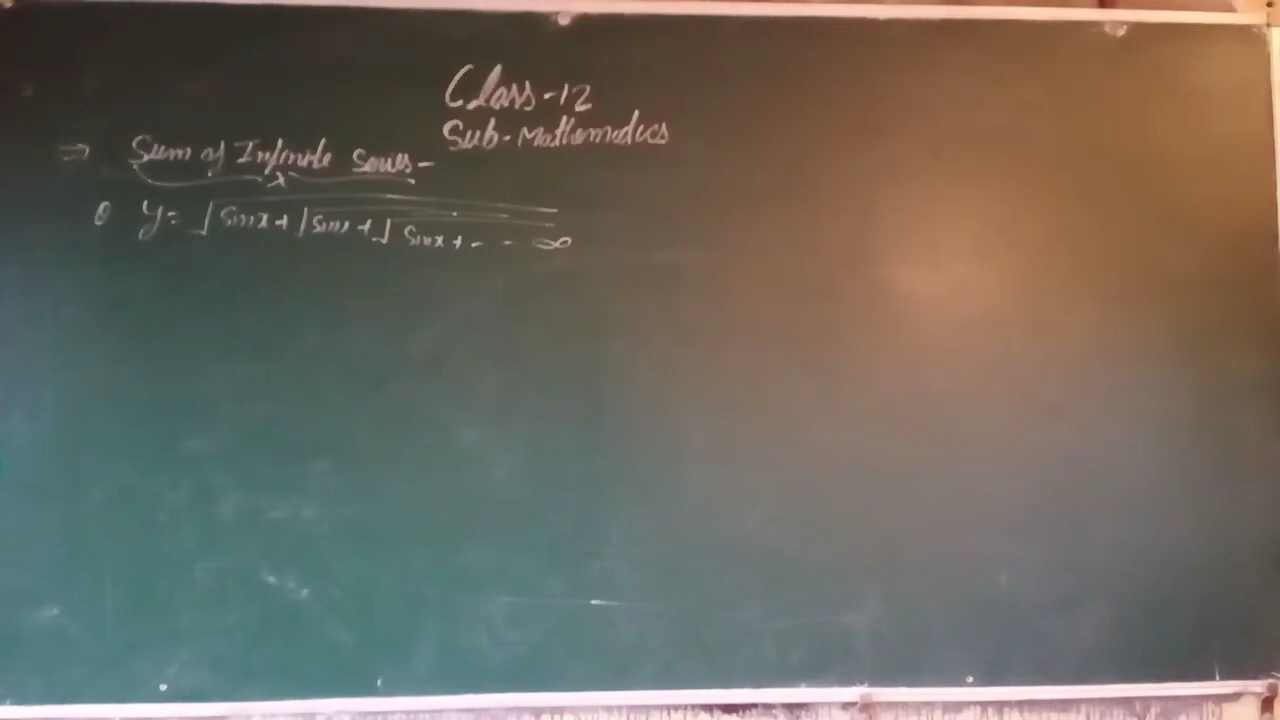 Class-12
Sub-Mathematics
⇒ Sum of Infinite Series-
Q y=√sinx+√sinx+√sinx+---∞